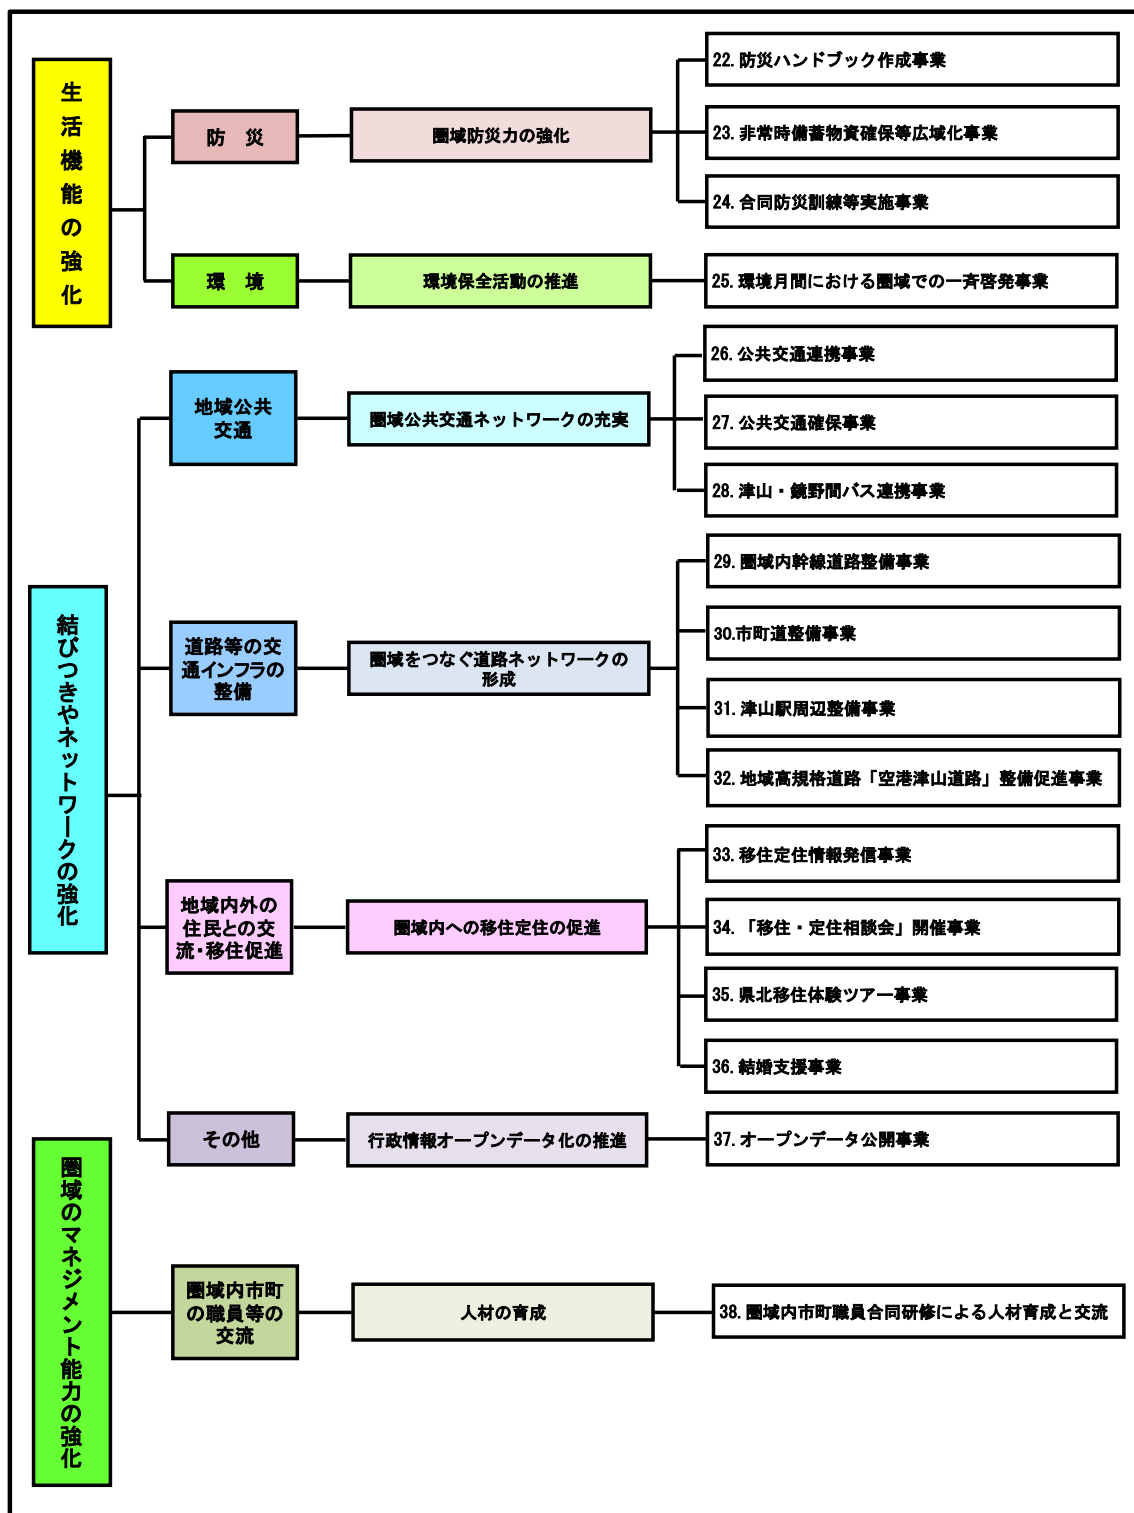 生活機能の強化
防　災
圏域防災力の強化
22. 防災ハンドブック作成事業
23. 非常時備蓄物資確保等広域化事業
24. 合同防災訓練等実施事業
環　境
環境保全活動の推進
25. 環境月間における圏域での一斉啓発事業
結びつきやネットワークの強化
地域公共
交通
圏域公共交通ネットワークの充実
26. 公共交通連携事業
27. 公共交通確保事業
28. 津山・鏡野間バス連携事業
道路等の交
通インフラの
整備
圏域をつなぐ道路ネットワークの
形成
29. 圏域内幹線道路整備事業
30.市町道整備事業
31. 津山駅周辺整備事業
32. 地域高規格道路「空港津山道路」整備促進事業
地域内外の
住民との交
流・移住促進
圏域内への移住定住の促進
33. 移住定住情報発信事業
34. 「移住・定住相談会」開催事業
35. 県北移住体験ツアー事業
36. 結婚支援事業
その他
行政情報オープンデータ化の推進
37. オープンデータ公開事業
圏域のマネジメント能力の強化
圏域内市町
の職員等の
交流
人材の育成
38. 圏域内市町職員合同研修による人材育成と交流